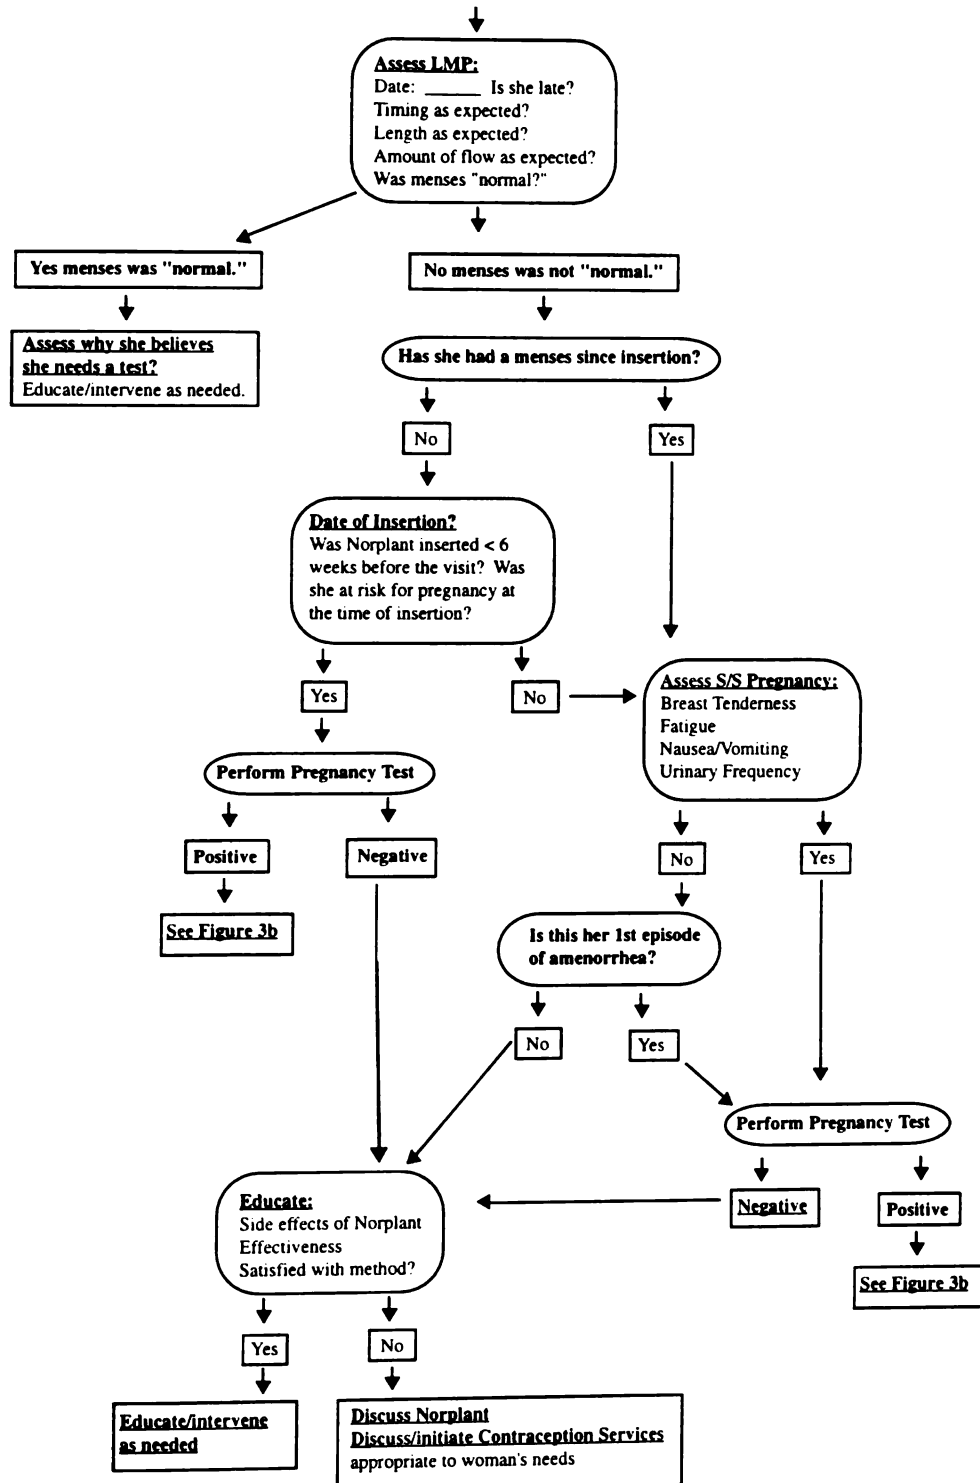 Assess LMP:
Date: ______ Is she late?
Timing as expected?
Length as expected?
Amount of flow as expected?
Was menses "normal?"
Yes menses was "normal."
No menses was not "normal."
Assess why she believes
she needs a test?
Educate/intervene as needed.
Has she had a menses since insertion?
No
Yes
Date of Insertion?
Was Norplant inserted < 6
weeks before the visit? Was
she at risk for pregnancy at
the time of insertion?
Yes
No
Assess S/S Pregnancy:
Breast Tenderness
Fatigue
Nausea/Vomiting
Urinary Frequency
Perform Pregnancy Test
Positive
Negative
No
Yes
See Figure 3b
Is this her 1st episode
of amenorrhea?
No
Yes
Perform Pregnancy Test
Educate:
Side effects of Norplant
Effectiveness
Satisfied with method?
Negative
Positive
See Figure 3b
Yes
No
Educate/intervene
as needed
Discuss Norplant
Discuss/initiate Contraception Services
appropriate to woman's needs